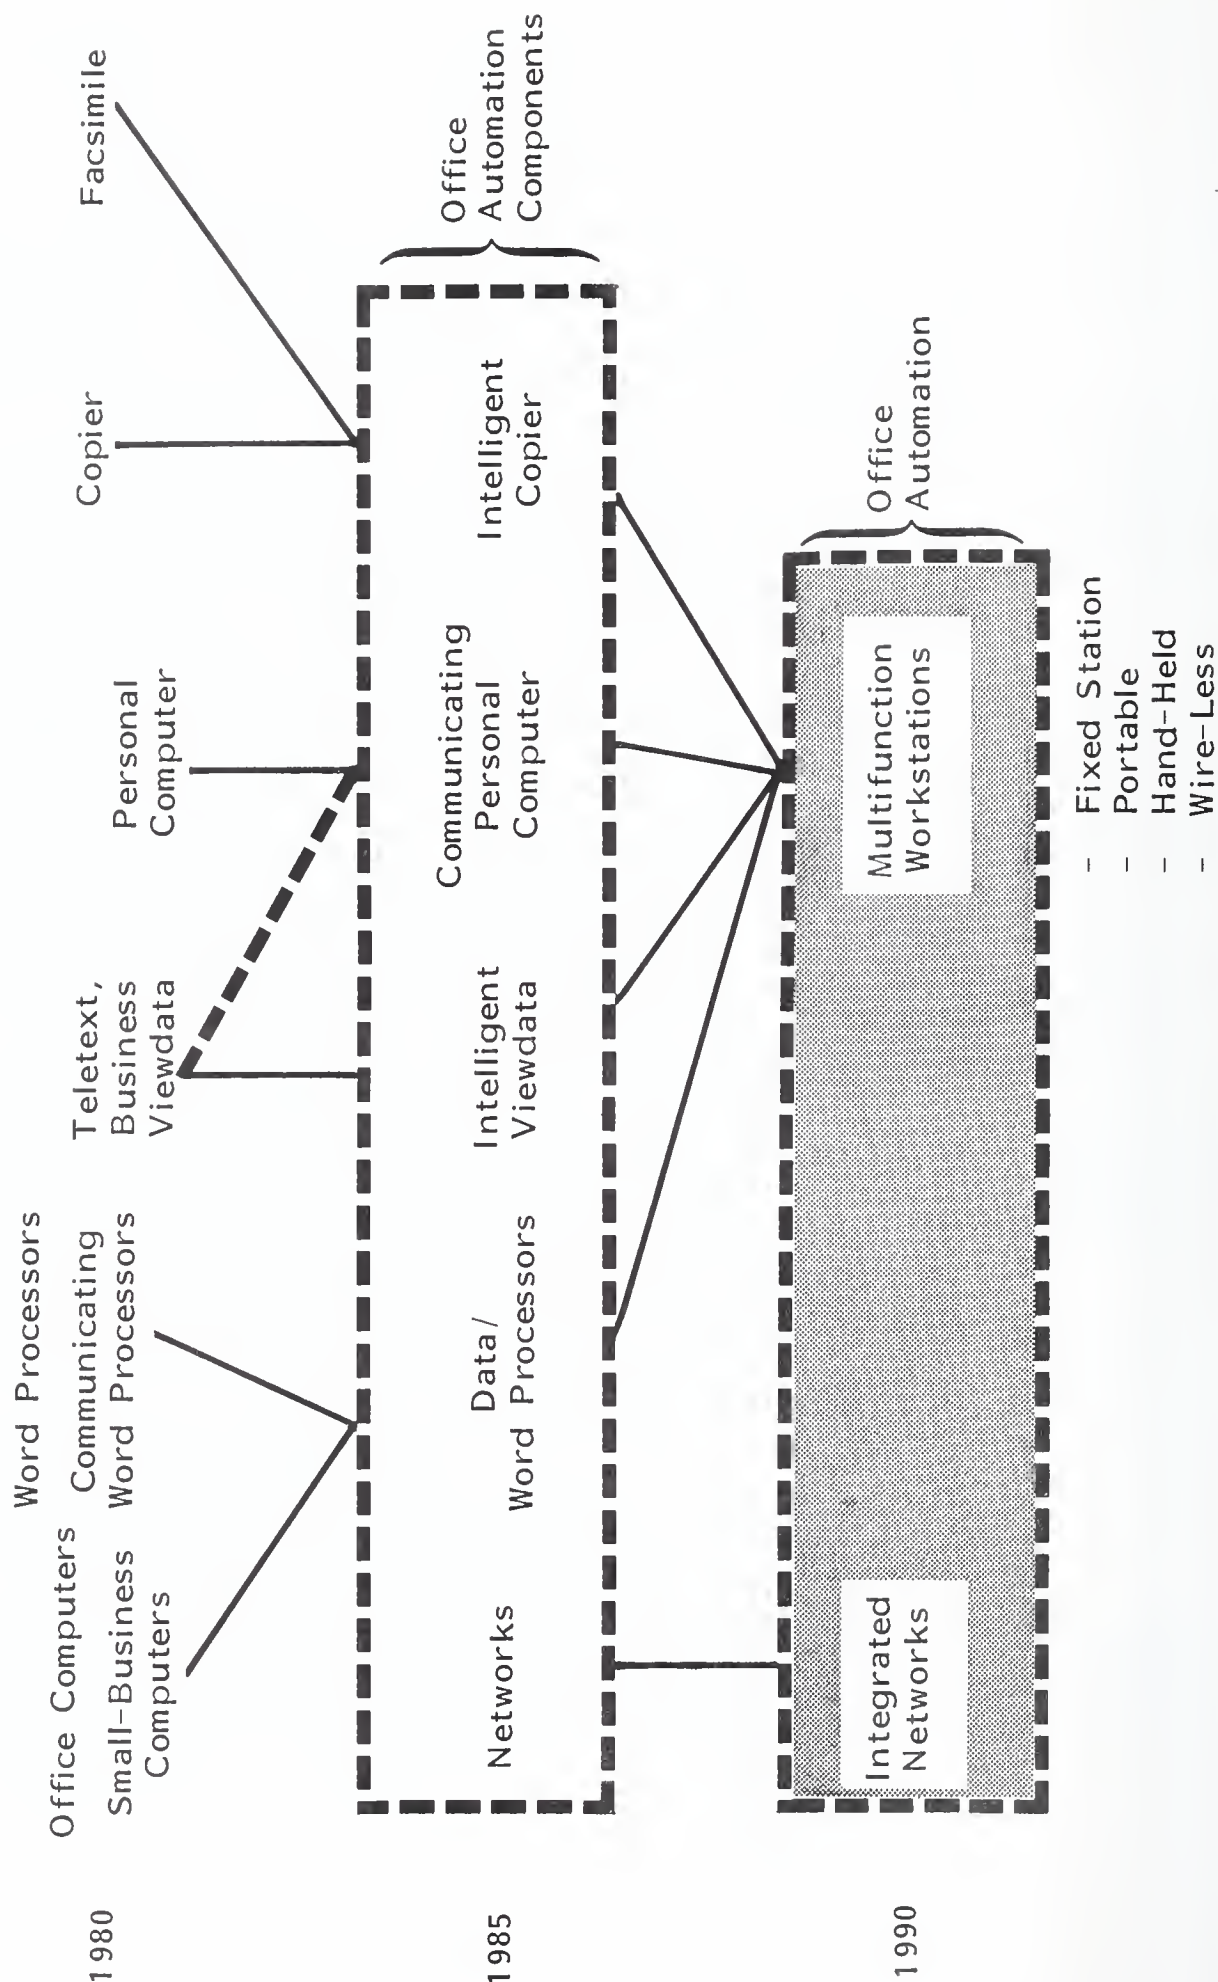 1980
Office Computers
Small-Business
Computers
Word Processors
Communicating
Word Processors
Teletext,
Business
Viewdata
Personal
Computer
Copier
Facsimile
1985
Networks
Data/
Word Processors
Intelligent
Viewdata
Communicating
Personal
Computer
Intelligent
Copier
Office
Automation
Components
1990
Integrated
Networks
Multifunction
Workstations
Office
Automation
- Fixed Station
- Portable
- Hand-Held
- Wire-Less